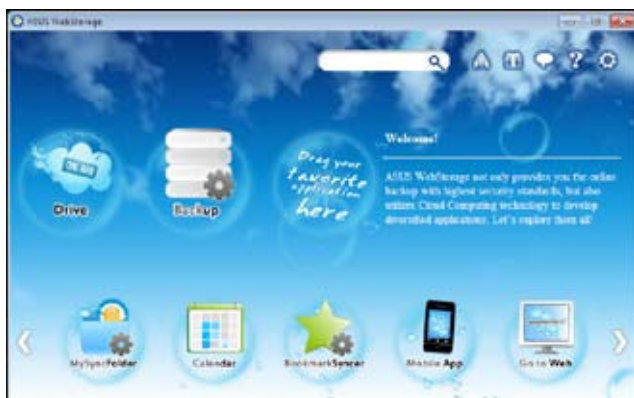 ASUS WebStorage
Welcome!
Drag your
favorite
application
here
ASUS WebStorage not only provides you the online
backup with highest security standards, but also
utilizes Cloud Computing technology to develop
diversified applications. Let's explore them all!
Drive
Backup
MySyncFolder
Calendar
BookmarkSyncer
Mobile App
Go to Web